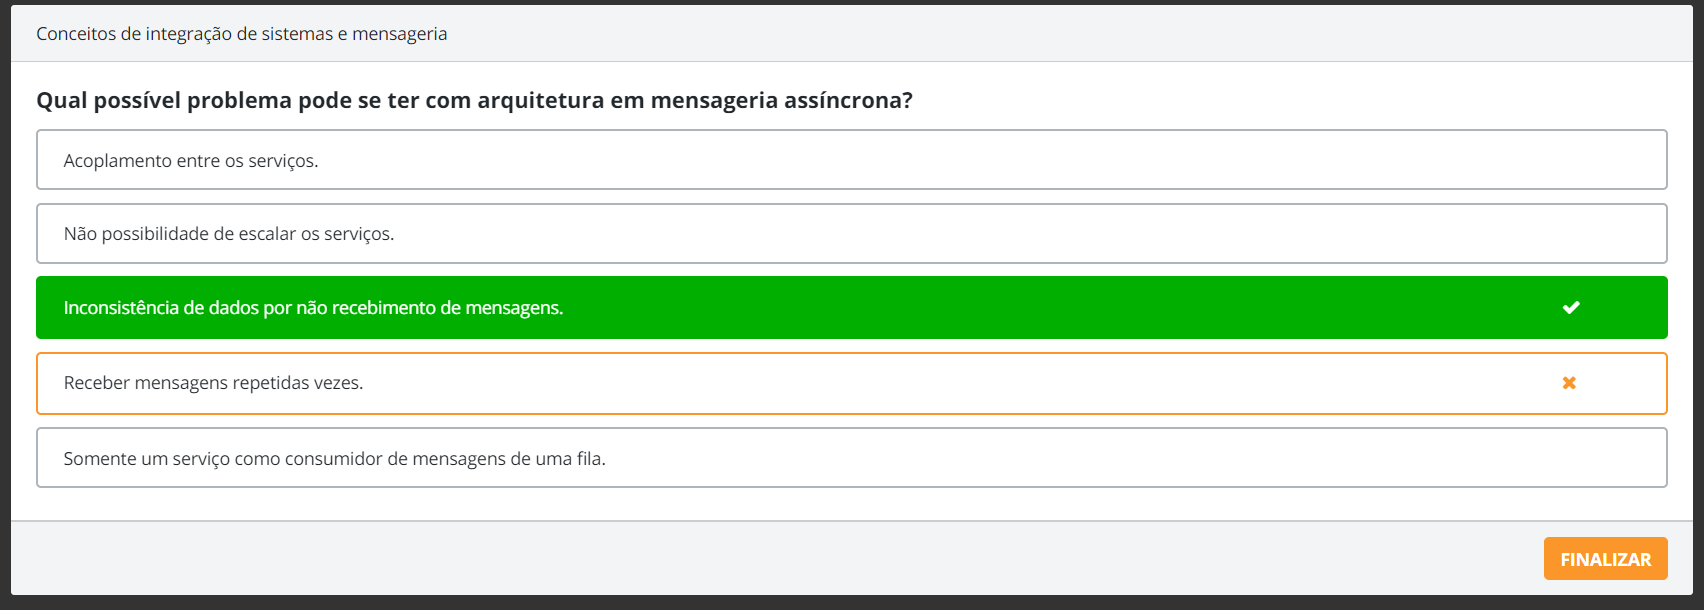 Conceitos de integração de sistemas e mensageria
Qual possível problema pode se ter com arquitetura em mensageria assíncrona?
Acoplamento entre os serviços.
Não possibilidade de escalar os serviços.
Inconsistência de dados por não recebimento de mensagens.
Receber mensagens repetidas vezes.
Somente um serviço como consumidor de mensagens de uma fila.
FINALIZAR